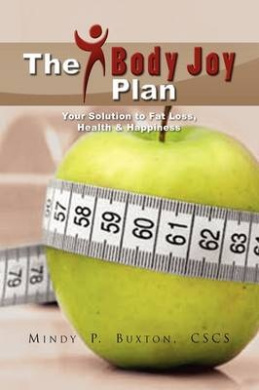 The Body Joy
Plan
Your Solution to Fat Loss,
Health & Happiness
57 58 59 60 61 62 63
78
79
MINDY P. BUXTON, CSCS